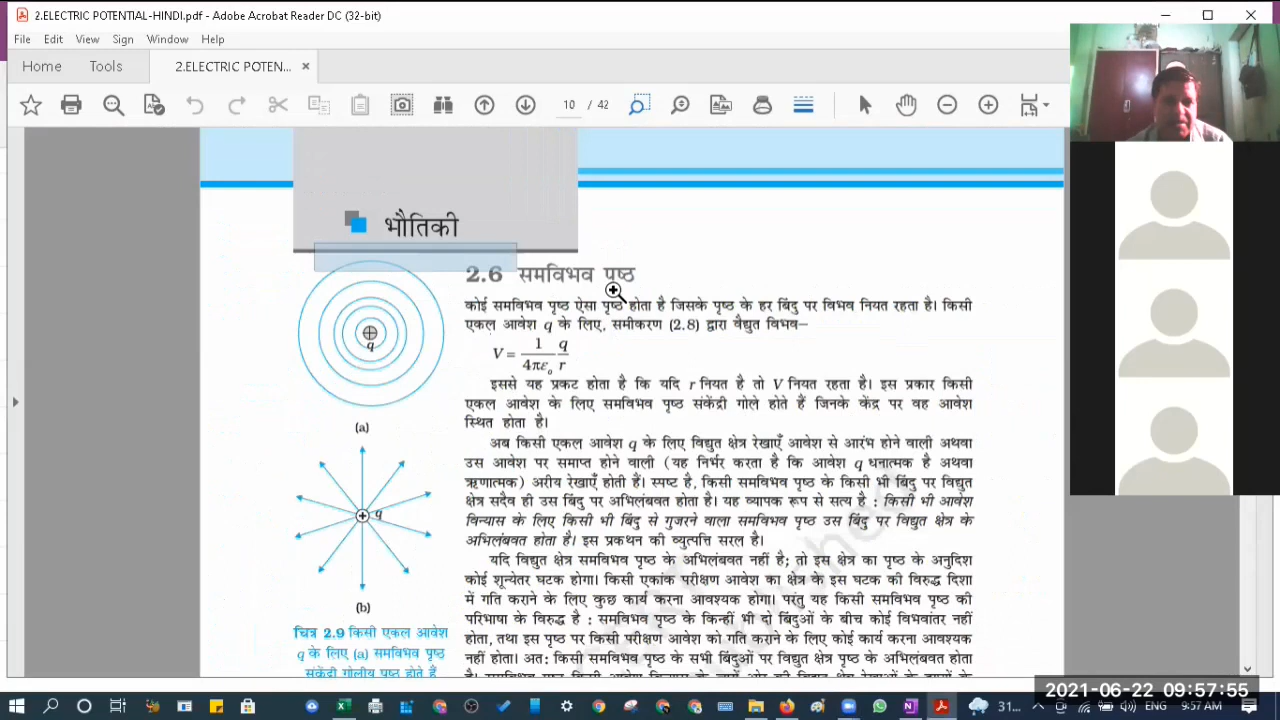 2.ELECTRIC POTENTIAL-HINDI.pdf - Adobe Acrobat Reader DC (32-bit)
File Edit View Sign Window Help
Home Tools 2.ELECTRIC POTEN... ×
10 / 42
भौतिकी
2.6 समविभव पृष्ठ
कोई समविभव पृष्ठ ऐसा पृष्ठ होता है जिसके पृष्ठ के हर बिंदु पर विभव नियत रहता है। किसी
एकल आवेश q के लिए, समीकरण (2.8) द्वारा वैद्युत विभव–
V = 1/4πε₀ q/r
इससे यह प्रकट होता है कि यदि r नियत है तो V नियत रहता है। इस प्रकार किसी
एकल आवेश के लिए समविभव पृष्ठ संकेंद्री गोले होते हैं जिनके केंद्र पर वह आवेश
स्थित होता है।
अब किसी एकल आवेश q के लिए विद्युत क्षेत्र रेखाएँ आवेश से आरंभ होने वाली अथवा
उस आवेश पर समाप्त होने वाली (यह निर्भर करता है कि आवेश q धनात्मक है अथवा
ऋणात्मक) अरीय रेखाएँ होती हैं। स्पष्ट है, किसी समविभव पृष्ठ के किसी भी बिंदु पर विद्युत
क्षेत्र सदैव ही उस बिंदु पर अभिलंबवत होता है। यह व्यापक रूप से सत्य है : किसी भी आवेश
विन्यास के लिए किसी भी बिंदु से गुजरने वाला समविभव पृष्ठ उस बिंदु पर विद्युत क्षेत्र के
अभिलंबवत होता है। इस प्रकथन की व्युत्पत्ति सरल है।
यदि विद्युत क्षेत्र समविभव पृष्ठ के अभिलंबवत नहीं है; तो इस क्षेत्र का पृष्ठ के अनुदिश
कोई शून्येतर घटक होगा। किसी एकांक परीक्षण आवेश का क्षेत्र के इस घटक की विरुद्ध दिशा
में गति कराने के लिए कुछ कार्य करना आवश्यक होगा। परंतु यह किसी समविभव पृष्ठ की
परिभाषा के विरुद्ध है : समविभव पृष्ठ के किन्हीं भी दो बिंदुओं के बीच कोई विभवांतर नहीं
होता, तथा इस पृष्ठ पर किसी परीक्षण आवेश को गति कराने के लिए कोई कार्य करना आवश्यक
नहीं होता। अत: किसी समविभव पृष्ठ के सभी बिंदुओं पर विद्युत क्षेत्र पृष्ठ के अभिलंबवत होता
q
(a)
q
(b)
चित्र 2.9 किसी एकल आवेश
q के लिए (a) समविभव पृष्ठ
संकेंद्री गोलीय पृष्ठ होते हैं
2021-06-22 09:57:55
31... ENG 9:57 AM